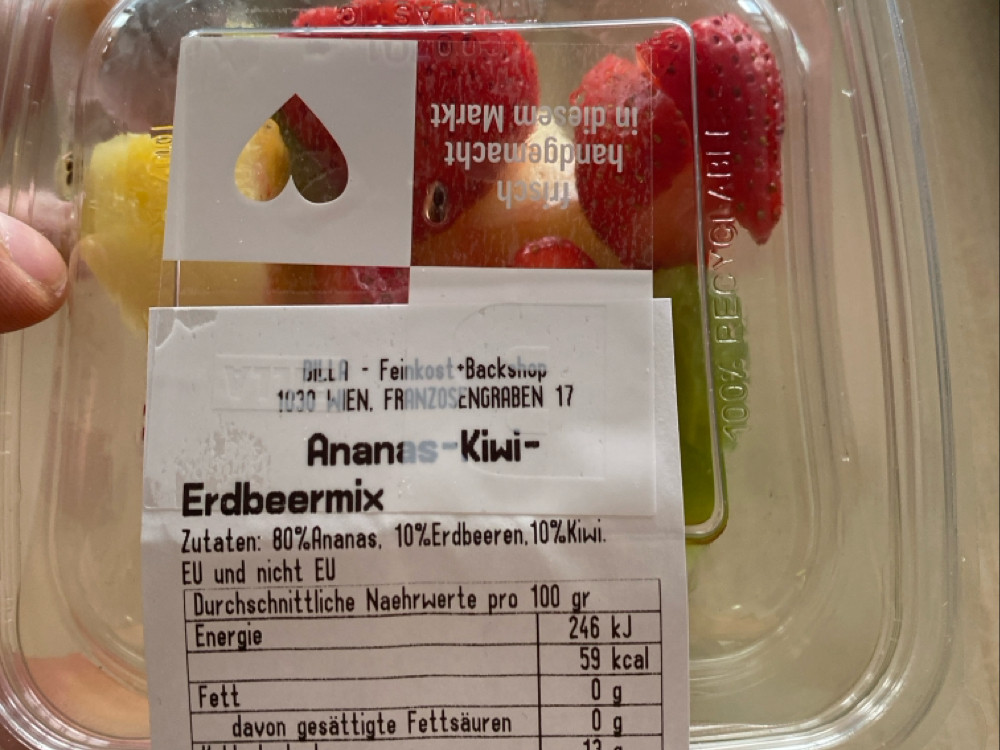 PLASTIC
frisch
handgemacht
in diesem Markt
100% RECYCLABLE
BILLA - Feinkost+Backshop
1030 WIEN, FRANZOSENGRABEN 17
Ananas-Kiwi-
Erdbeermix
Zutaten: 80%Ananas, 10%Erdbeeren,10%Kiwi.
EU und nicht EU
Durchschnittliche Naehrwerte pro 100 gr
Energie 246 kJ
59 kcal
Fett 0 g
davon gesättigte Fettsäuren 0 g
13 g